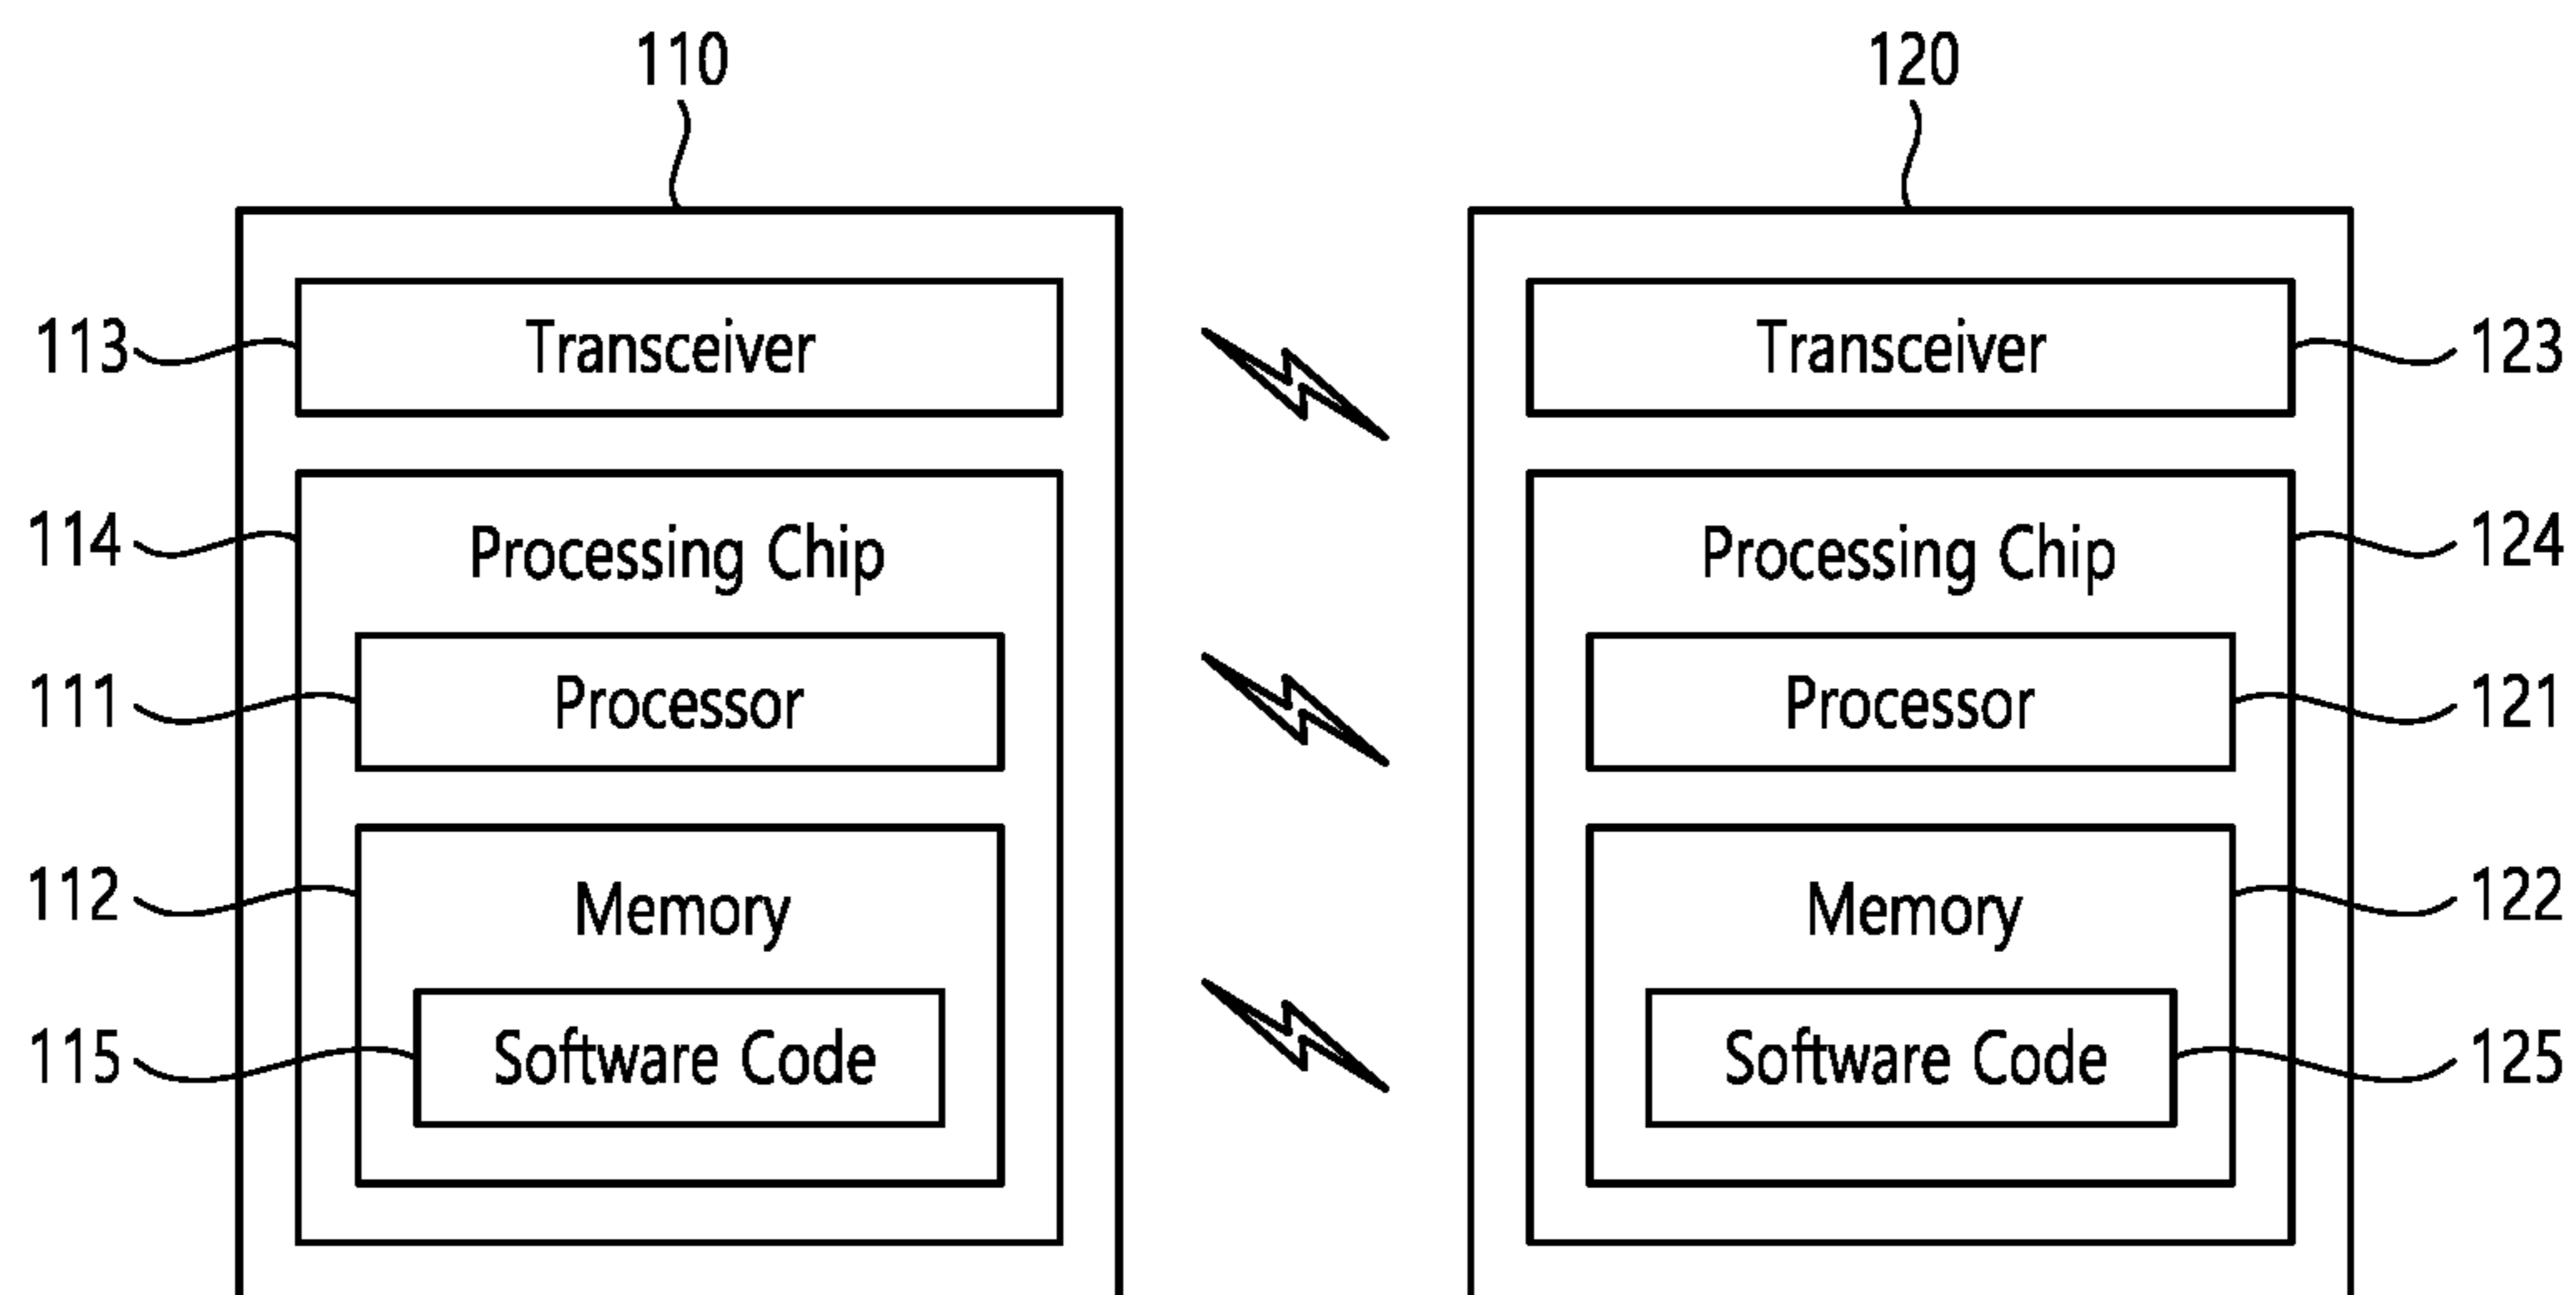 110
120
113
Transceiver
Transceiver
123
114
Processing Chip
Processing Chip
124
111
Processor
Processor
121
112
Memory
Memory
122
115
Software Code
Software Code
125